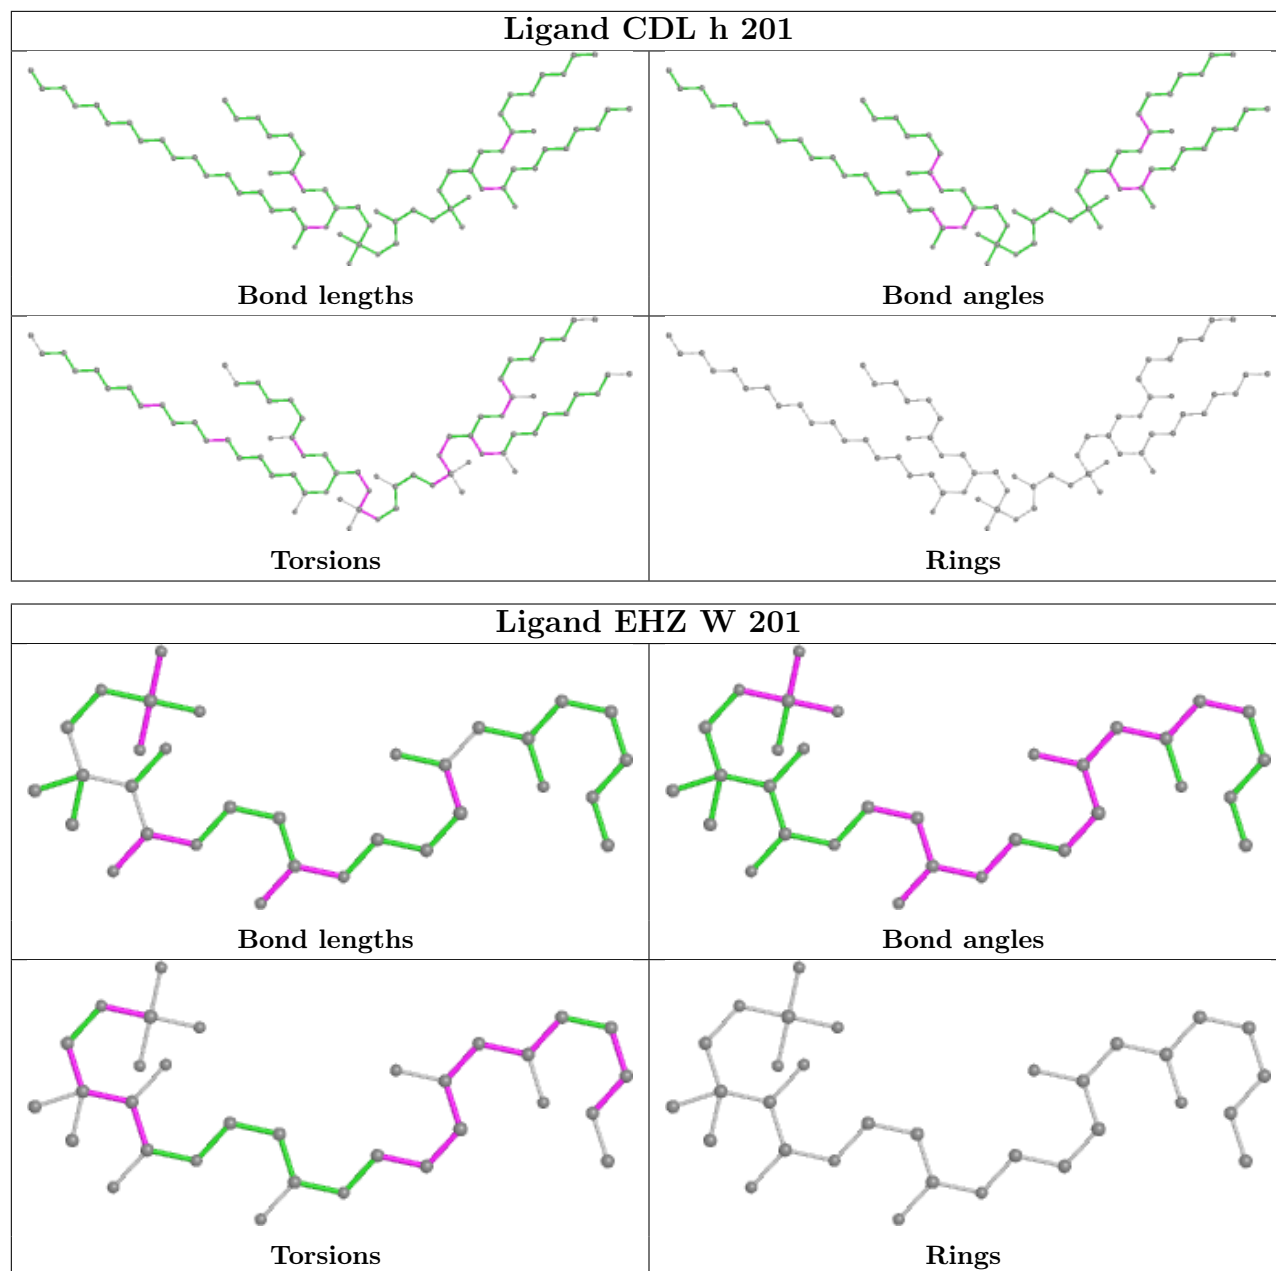 Ligand CDL h 201
Bond lengths
Bond angles
Torsions
Rings
Ligand EHZ W 201
Bond lengths
Bond angles
Torsions
Rings